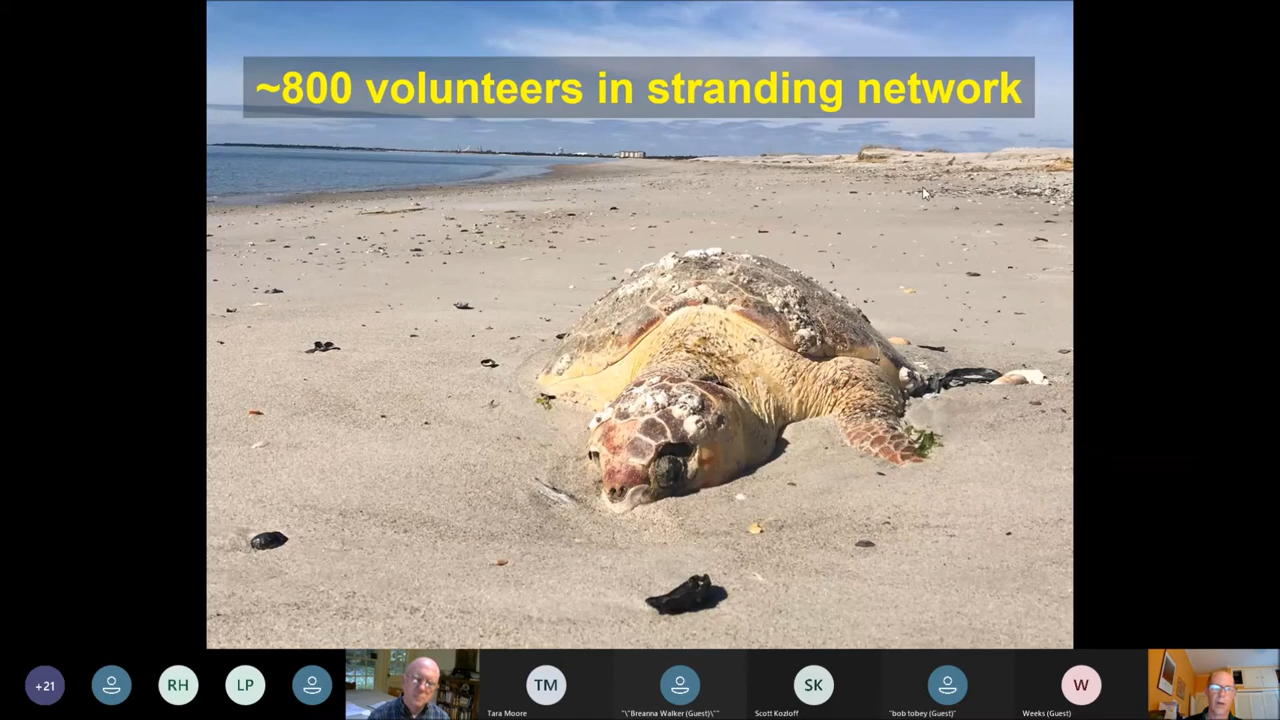 ~800 volunteers in stranding network
+21
RH
LP
TM
Tara Moore
"\"Breanna Walker (Guest)\""
SK
Scott Kozloff
"bob tobey (Guest)"
W
Weeks (Guest)